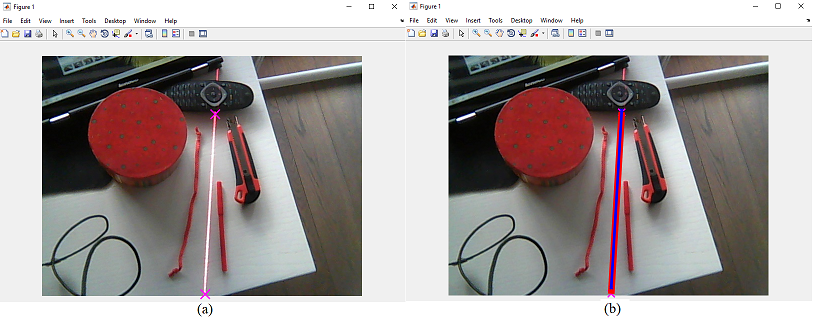 Figure 1
File Edit View Insert Tools Desktop Window Help
Figure 1
File Edit View Insert Tools Desktop Window Help
(a)
(b)